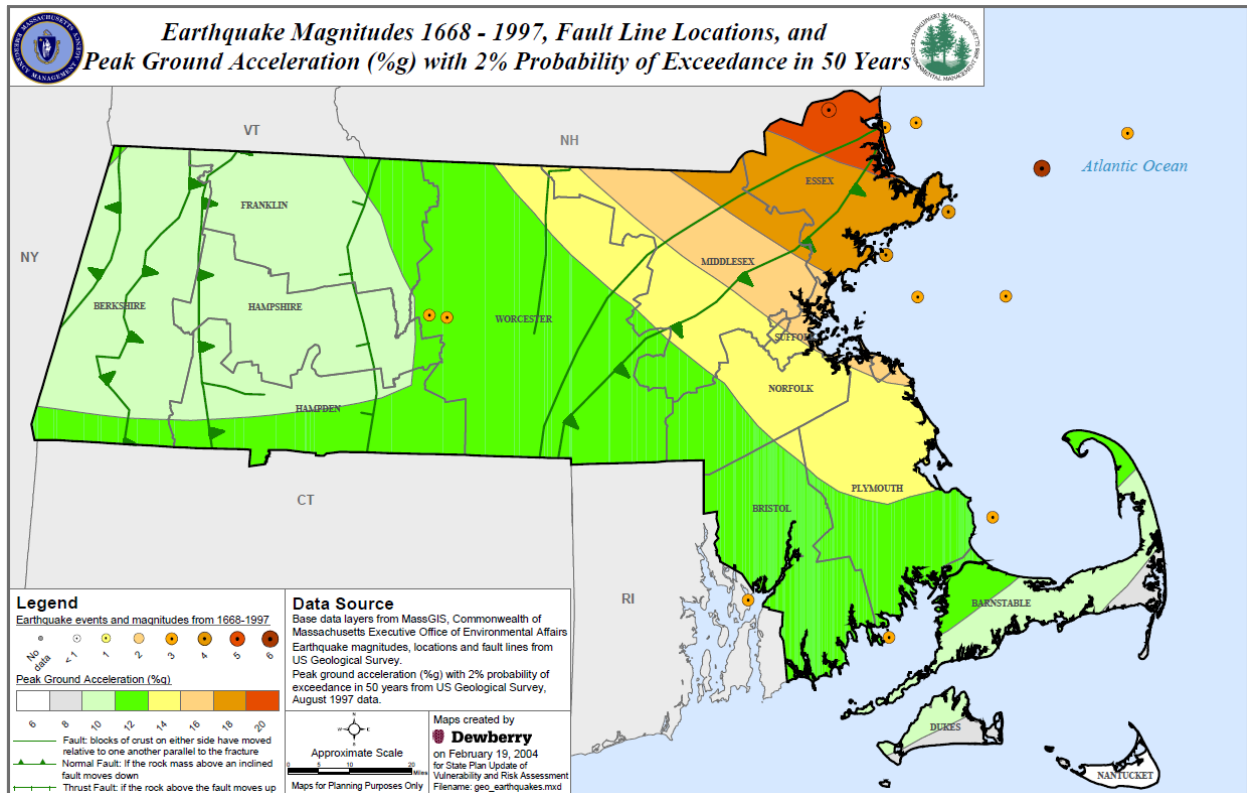 Earthquake Magnitudes 1668 - 1997, Fault Line Locations, and
Peak Ground Acceleration (%g) with 2% Probability of Exceedance in 50 Years
VT
NH
Atlantic Ocean
ESSEX
FRANKLIN
NY
MIDDLESEX
BERKSHIRE
HAMPSHIRE
WORCESTER
SUFFOLK
NORFOLK
HAMPDEN
PLYMOUTH
CT
BRISTOL
RI
BARNSTABLE
DUKES
NANTUCKET
Legend
Earthquake events and magnitudes from 1668-1997
No data
<1
1
2
3
4
5
6
Peak Ground Acceleration (%g)
6
8
10
12
14
16
18
20
Fault: blocks of crust on either side have moved
relative to one another parallel to the fracture
Normal Fault: If the rock mass above an inclined
fault moves down
Thrust Fault: if the rock above the fault moves up
Data Source
Base data layers from MassGIS, Commonwealth of
Massachusetts Executive Office of Environmental Affairs
Earthquake magnitudes, locations and fault lines from
US Geological Survey.
Peak ground acceleration (%g) with 2% probability of
exceedance in 50 years from US Geological Survey,
August 1997 data.
N
W
E
S
Approximate Scale
0 5 10 20
Miles
Maps for Planning Purposes Only
Maps created by
Dewberry
on February 19, 2004
for State Plan Update of
Vulnerability and Risk Assessment
Filename: geo_earthquakes.mxd